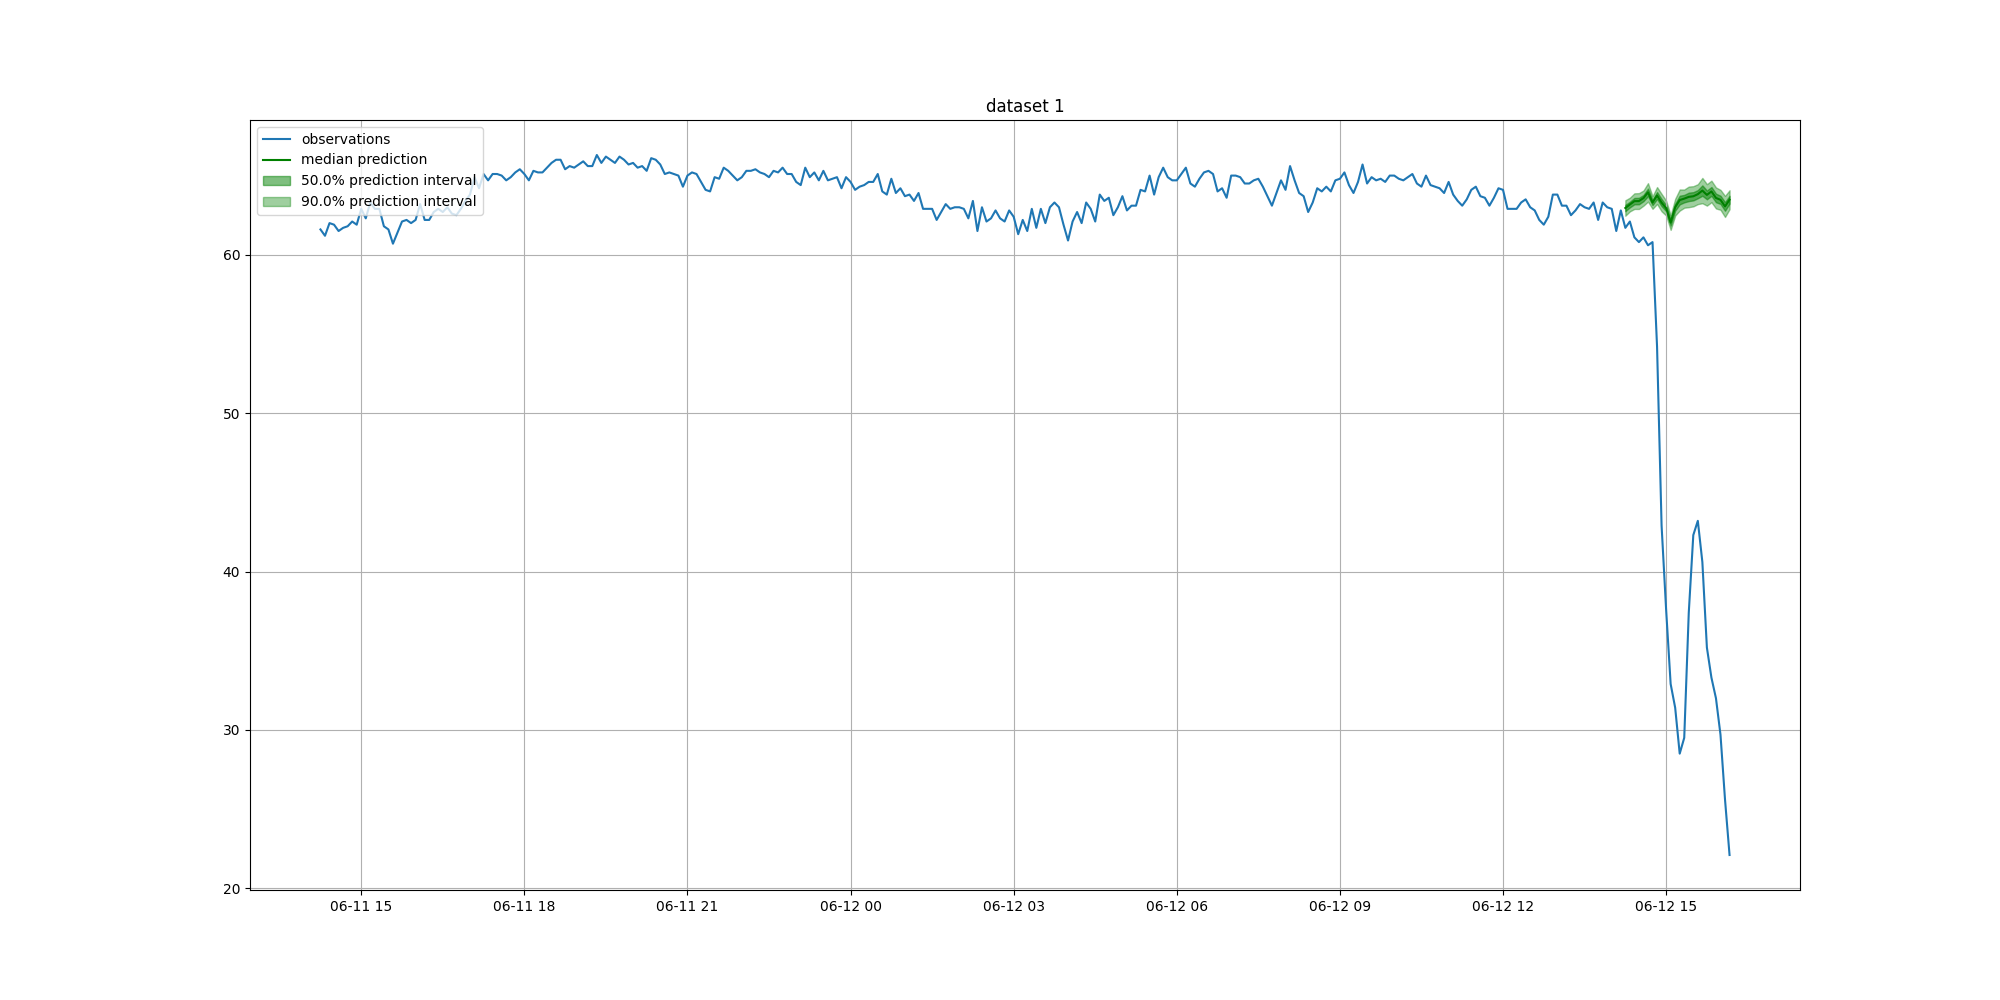 dataset 1
observations
median prediction
50.0% prediction interval
90.0% prediction interval
60
50
40
30
20
06-11 15
06-11 18
06-11 21
06-12 00
06-12 03
06-12 06
06-12 09
06-12 12
06-12 15